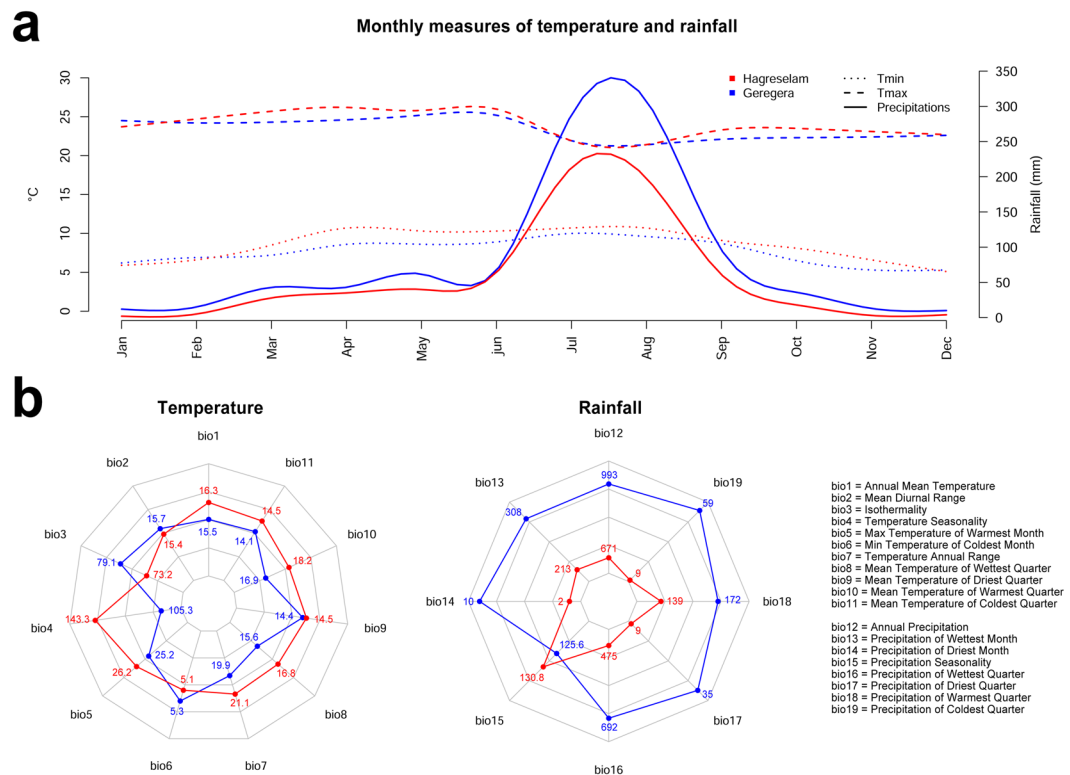 a
Monthly measures of temperature and rainfall
30
25
20
15
10
5
0
°C
Hagreselam
Geregera
Tmin
Tmax
Precipitations
350
300
250
200
150
100
50
0
Rainfall (mm)
Jan
Feb
Mar
Apr
May
jun
Jul
Aug
Sep
Oct
Nov
Dec
b
Temperature
bio1
bio2
bio3
bio4
bio5
bio6
bio7
bio8
bio9
bio10
bio11
16.3
15.4
73.2
143.3
26.2
5.1
21.1
16.8
14.5
18.2
14.5
15.5
15.7
79.1
105.3
25.2
5.3
19.9
15.6
14.4
16.9
14.1
Rainfall
bio12
bio13
bio14
bio15
bio16
bio17
bio18
bio19
993
308
10
125.6
692
35
172
59
671
213
2
130.8
475
9
139
9
bio1 = Annual Mean Temperature
bio2 = Mean Diurnal Range
bio3 = Isothermality
bio4 = Temperature Seasonality
bio5 = Max Temperature of Warmest Month
bio6 = Min Temperature of Coldest Month
bio7 = Temperature Annual Range
bio8 = Mean Temperature of Wettest Quarter
bio9 = Mean Temperature of Driest Quarter
bio10 = Mean Temperature of Warmest Quarter
bio11 = Mean Temperature of Coldest Quarter
bio12 = Annual Precipitation
bio13 = Precipitation of Wettest Month
bio14 = Precipitation of Driest Month
bio15 = Precipitation Seasonality
bio16 = Precipitation of Wettest Quarter
bio17 = Precipitation of Driest Quarter
bio18 = Precipitation of Warmest Quarter
bio19 = Precipitation of Coldest Quarter